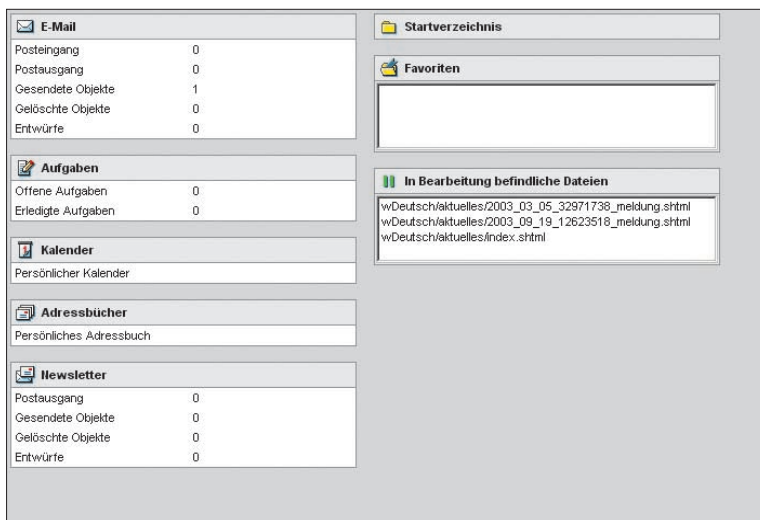 E-Mail
Posteingang 0
Postausgang 0
Gesendete Objekte 1
Gelöschte Objekte 0
Entwürfe 0
Aufgaben
Offene Aufgaben 0
Erledigte Aufgaben 0
Kalender
Persönlicher Kalender
Adressbücher
Persönliches Adressbuch
Newsletter
Postausgang 0
Gesendete Objekte 0
Gelöschte Objekte 0
Entwürfe 0
Startverzeichnis
Favoriten
In Bearbeitung befindliche Dateien
wDeutsch/aktuelles/2003_03_05_32971738_meldung.shtml
wDeutsch/aktuelles/2003_09_19_12623518_meldung.shtml
wDeutsch/aktuelles/index.shtml